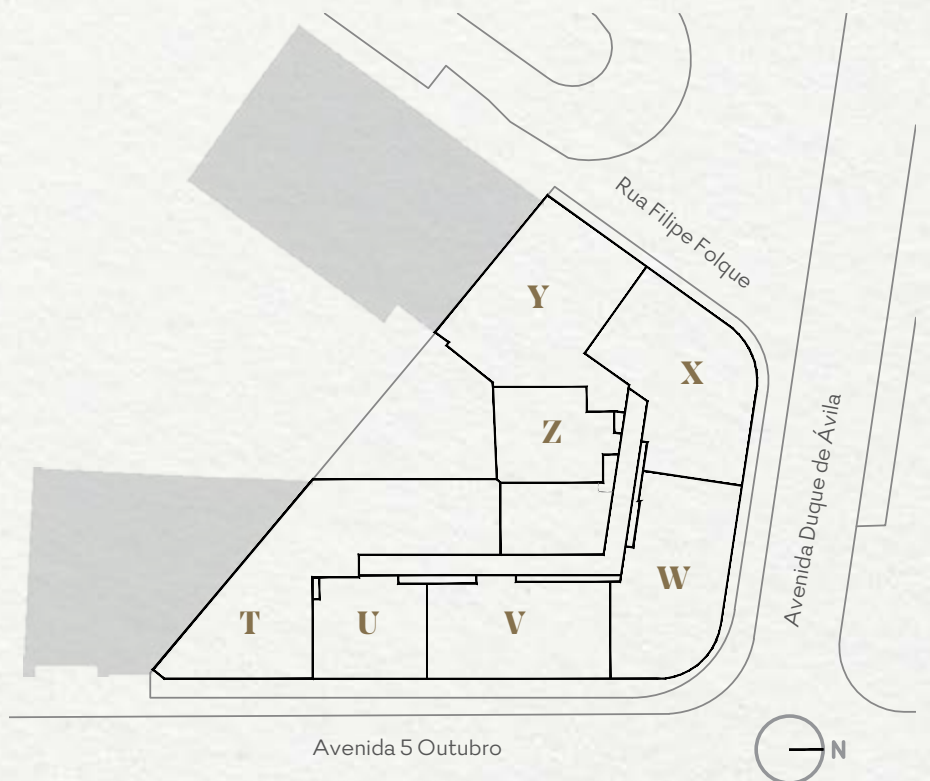 Rua Filipe Folque
Y
X
Z
Avenida Duque de Ávila
W
T
U
V
Avenida 5 Outubro
N